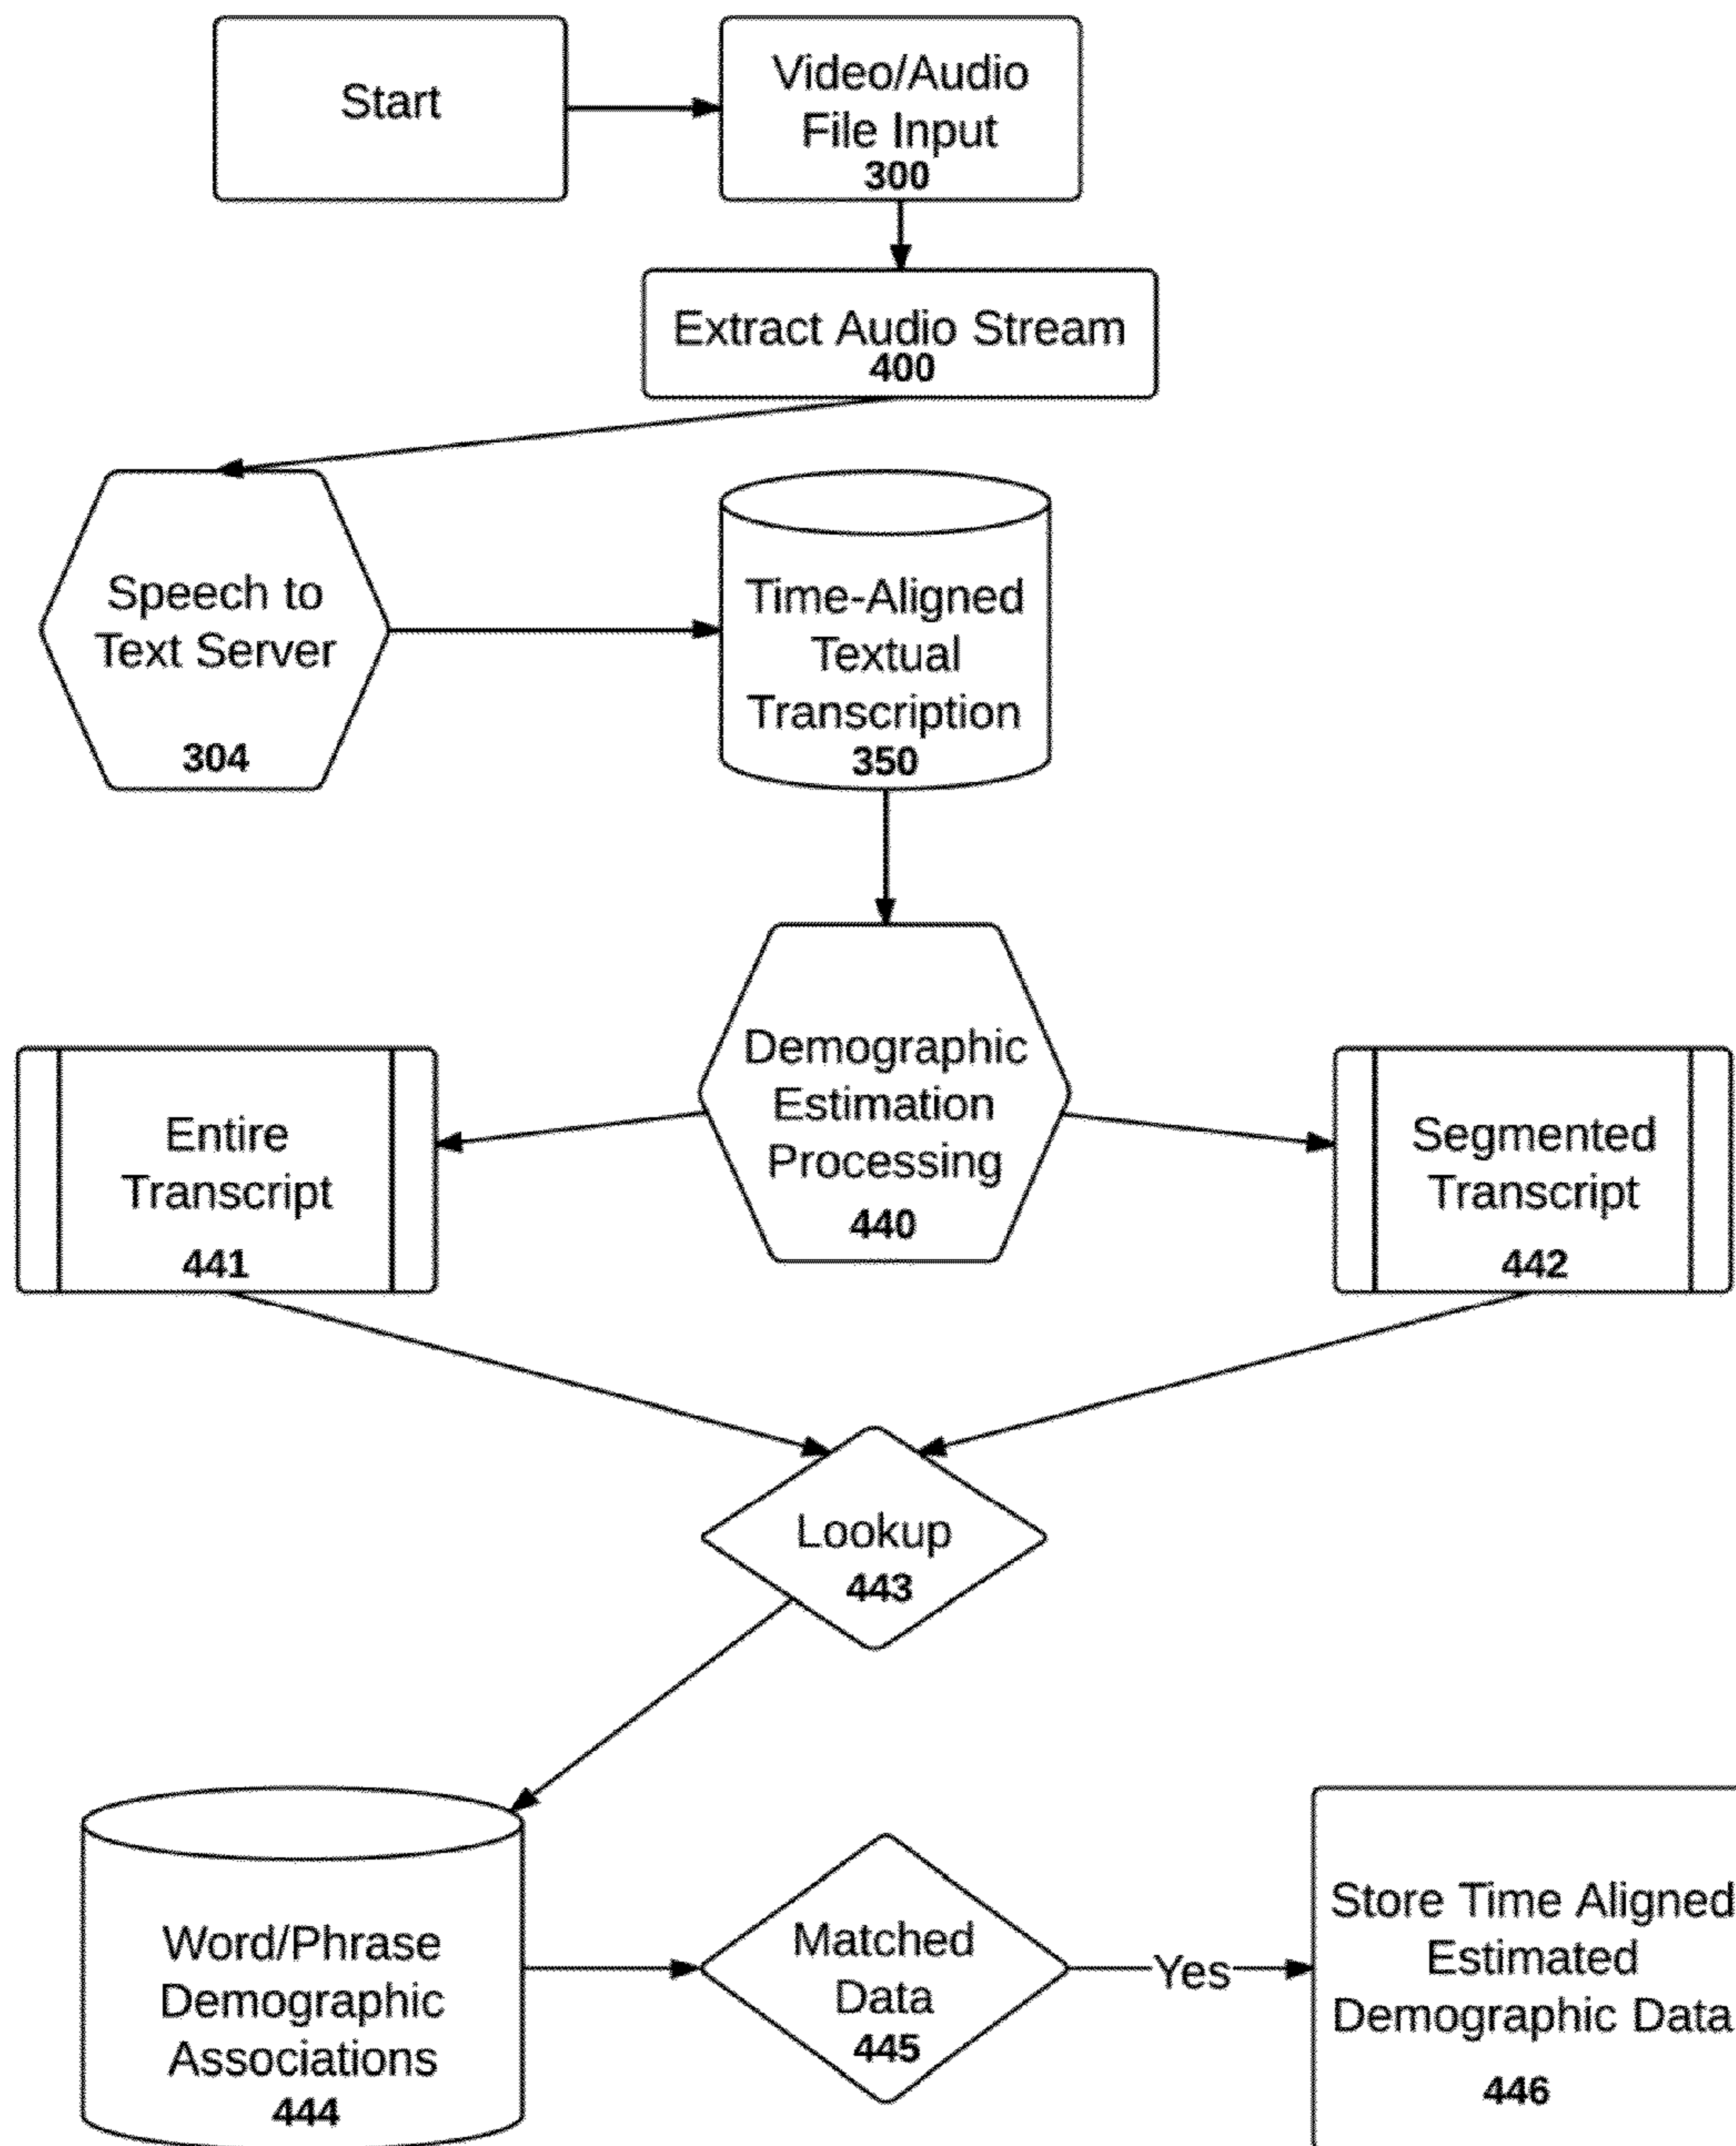 Start
Video/Audio
File Input
300
Extract Audio Stream
400
Speech to
Text Server
304
Time-Aligned
Textual
Transcription
350
Demographic
Estimation
Processing
440
Entire
Transcript
441
Segmented
Transcript
442
Lookup
443
Word/Phrase
Demographic
Associations
444
Matched
Data
445
Yes
Store Time Aligned
Estimated
Demographic Data
446